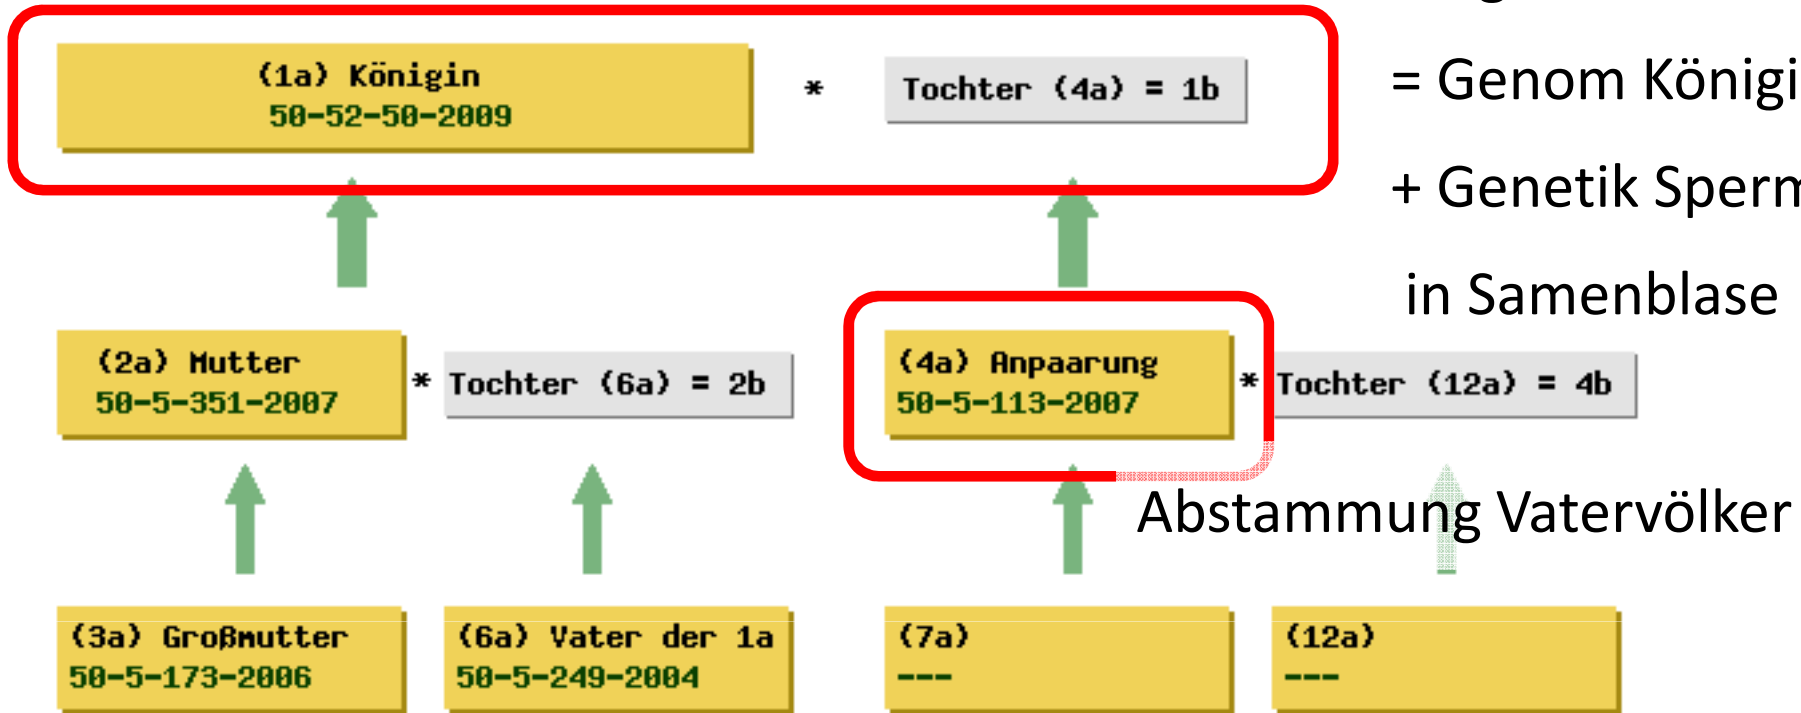 (1a) Königin
50-52-50-2009
*
Tochter (4a) = 1b
= Genom
+ Genetik
in Samenblase
(2a) Mutter
50-5-351-2007
*
Tochter (6a) = 2b
(4a) Anpaarung
50-5-113-2007
*
Tochter (12a) = 4b
Abstammung Vatervölker
(3a) Großmutter
50-5-173-2006
(6a) Vater der 1a
50-5-249-2004
(7a)
---
(12a)
---